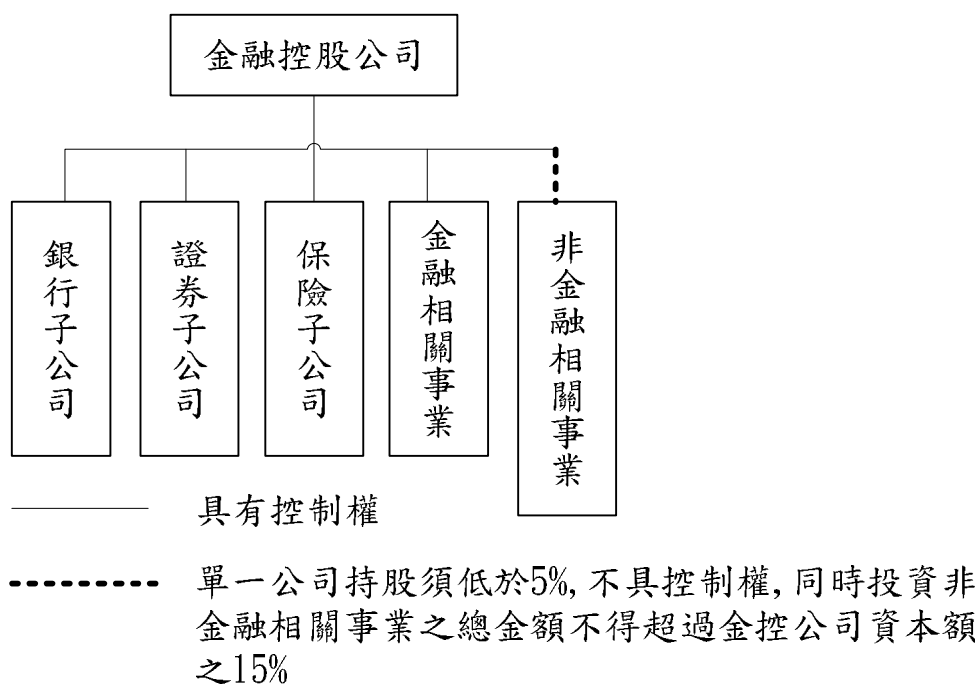 金融控股公司
銀行子公司
證券子公司
保險子公司
金融相關事業
非金融相關事業
具有控制權
單一公司持股須低於5%, 不具控制權, 同時投資非
金融相關事業之總金額不得超過金控公司資本額
之15%